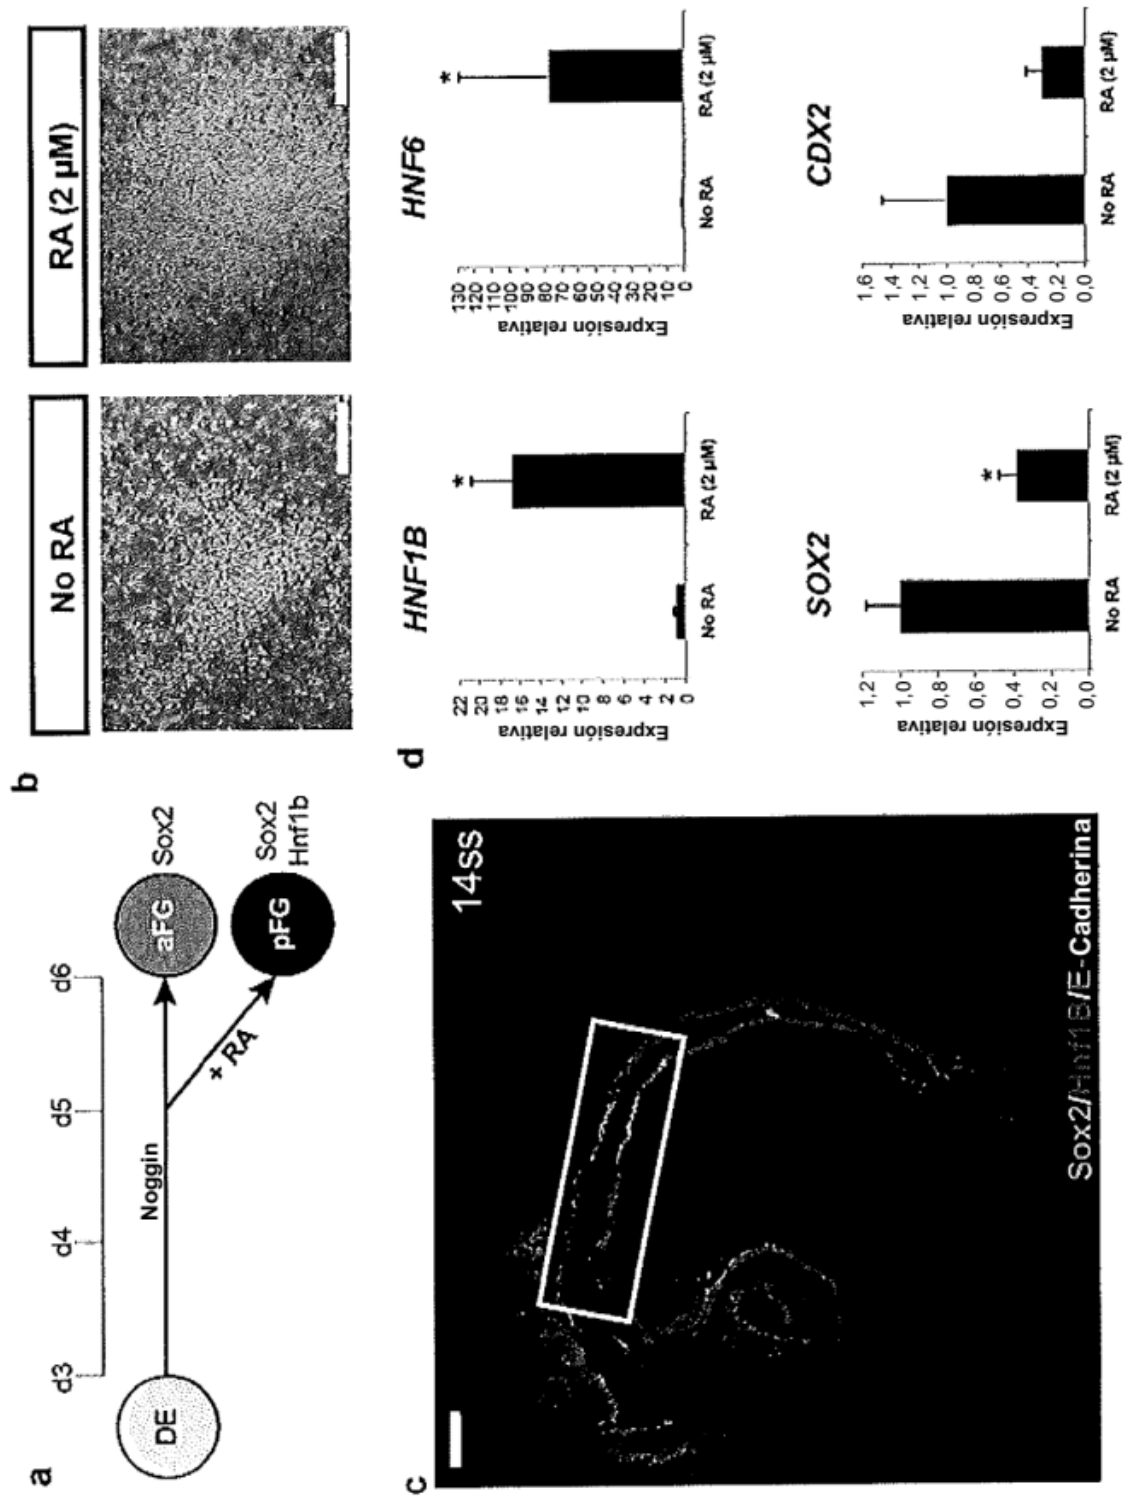 a
d3
d4
d5
d6
DE
Noggin
+ RA
aFG
Sox2
pFG
Sox2
Hnf1b
b
No RA
RA (2 µM)
c
14ss
Sox2/Hnf1B/E-Cadherina
d
HNF1B
Expresión relativa
22
20
18
16
14
12
10
8
6
4
2
0
*
No RA
RA (2 µM)
HNF6
Expresión relativa
130
110
100
90
80
70
60
50
40
30
20
10
0
*
No RA
RA (2 µM)
SOX2
Expresión relativa
1,2
1,0
0,8
0,6
0,4
0,2
0,0
*
No RA
RA (2 µM)
CDX2
Expresión relativa
1,6
1,4
1,2
1,0
0,8
0,6
0,4
0,2
0,0
No RA
RA (2 µM)